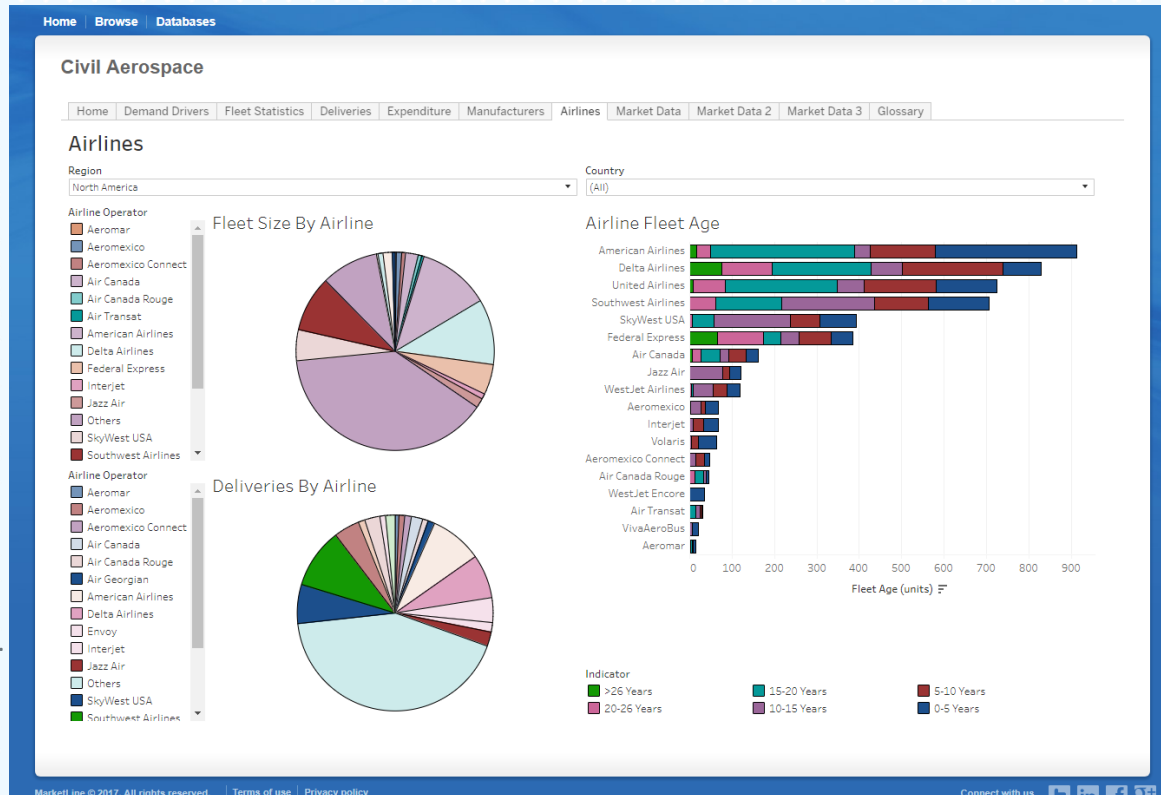 Home | Browse | Databases
Civil Aerospace
Home Demand Drivers Fleet Statistics Deliveries Expenditure Manufacturers Airlines Market Data Market Data 2 Market Data 3 Glossary
Airlines
Region
North America
Country
(All)
Airline Operator
Aeromar
Aeromexico
Aeromexico Connect
Air Canada
Air Canada Rouge
Air Transat
American Airlines
Delta Airlines
Federal Express
Interjet
Jazz Air
Others
SkyWest USA
Southwest Airlines
Fleet Size By Airline
Airline Operator
Aeromar
Aeromexico
Aeromexico Connect
Air Canada
Air Canada Rouge
Air Georgian
American Airlines
Delta Airlines
Envoy
Interjet
Jazz Air
Others
SkyWest USA
Southwest Airlines
Deliveries By Airline
Airline Fleet Age
American Airlines
Delta Airlines
United Airlines
Southwest Airlines
SkyWest USA
Federal Express
Air Canada
Jazz Air
WestJet Airlines
Aeromexico
Interjet
Volaris
Aeromexico Connect
Air Canada Rouge
WestJet Encore
Air Transat
VivaAeroBus
Aeromar
0 100 200 300 400 500 600 700 800 900
Fleet Age (units)
Indicator
>26 Years 15-20 Years 5-10 Years
20-26 Years 10-15 Years 0-5 Years
MarketLine © 2017. All rights reserved. | Terms of use | Privacy policy
Connect with us